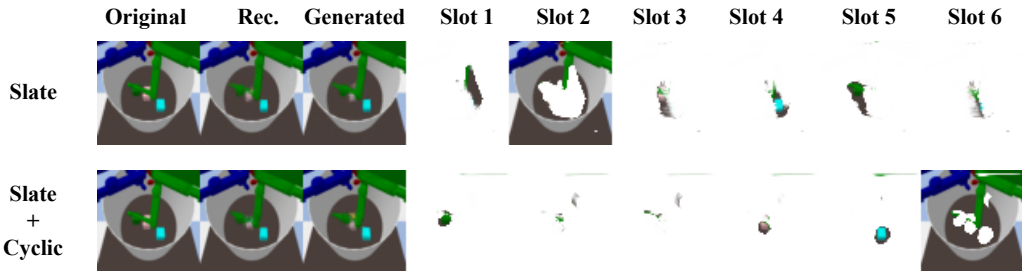 Original Rec. Generated Slot 1 Slot 2 Slot 3 Slot 4 Slot 5 Slot 6
Slate
Slate
+
Cyclic